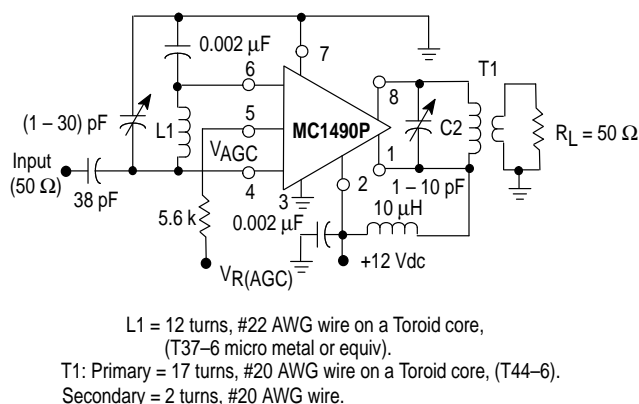 0.002 μF
7
6
8
T1
(1 – 30) pF
L1
5
MC1490P
C2
RL = 50 Ω
Input
(50 Ω)
VAGC
38 pF
4
3
2
1
1 – 10 pF
5.6 k
0.002 μF
10 μH
VR(AGC)
+12 Vdc
L1 = 12 turns, #22 AWG wire on a Toroid core,
(T37–6 micro metal or equiv).
T1: Primary = 17 turns, #20 AWG wire on a Toroid core, (T44–6).
Secondary = 2 turns, #20 AWG wire.